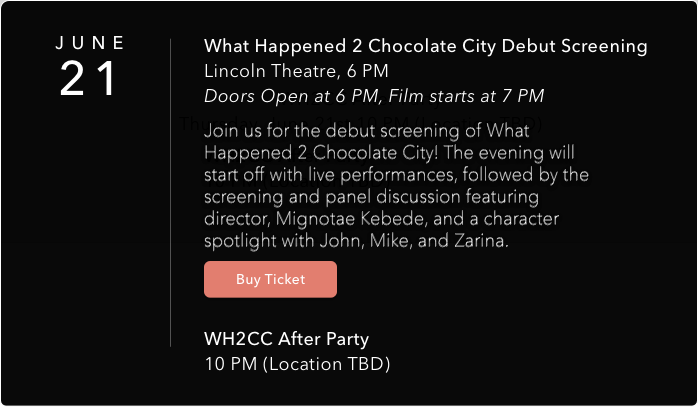 JUNE
21
What Happened 2 Chocolate City Debut Screening
Lincoln Theatre, 6 PM
Doors Open at 6 PM, Film starts at 7 PM
Join us for the debut screening of What
Happened 2 Chocolate City! The evening will
start off with live performances, followed by the
screening and panel discussion featuring
director, Mignotae Kebede, and a character
spotlight with John, Mike, and Zarina.
Buy Ticket
WH2CC After Party
10 PM (Location TBD)